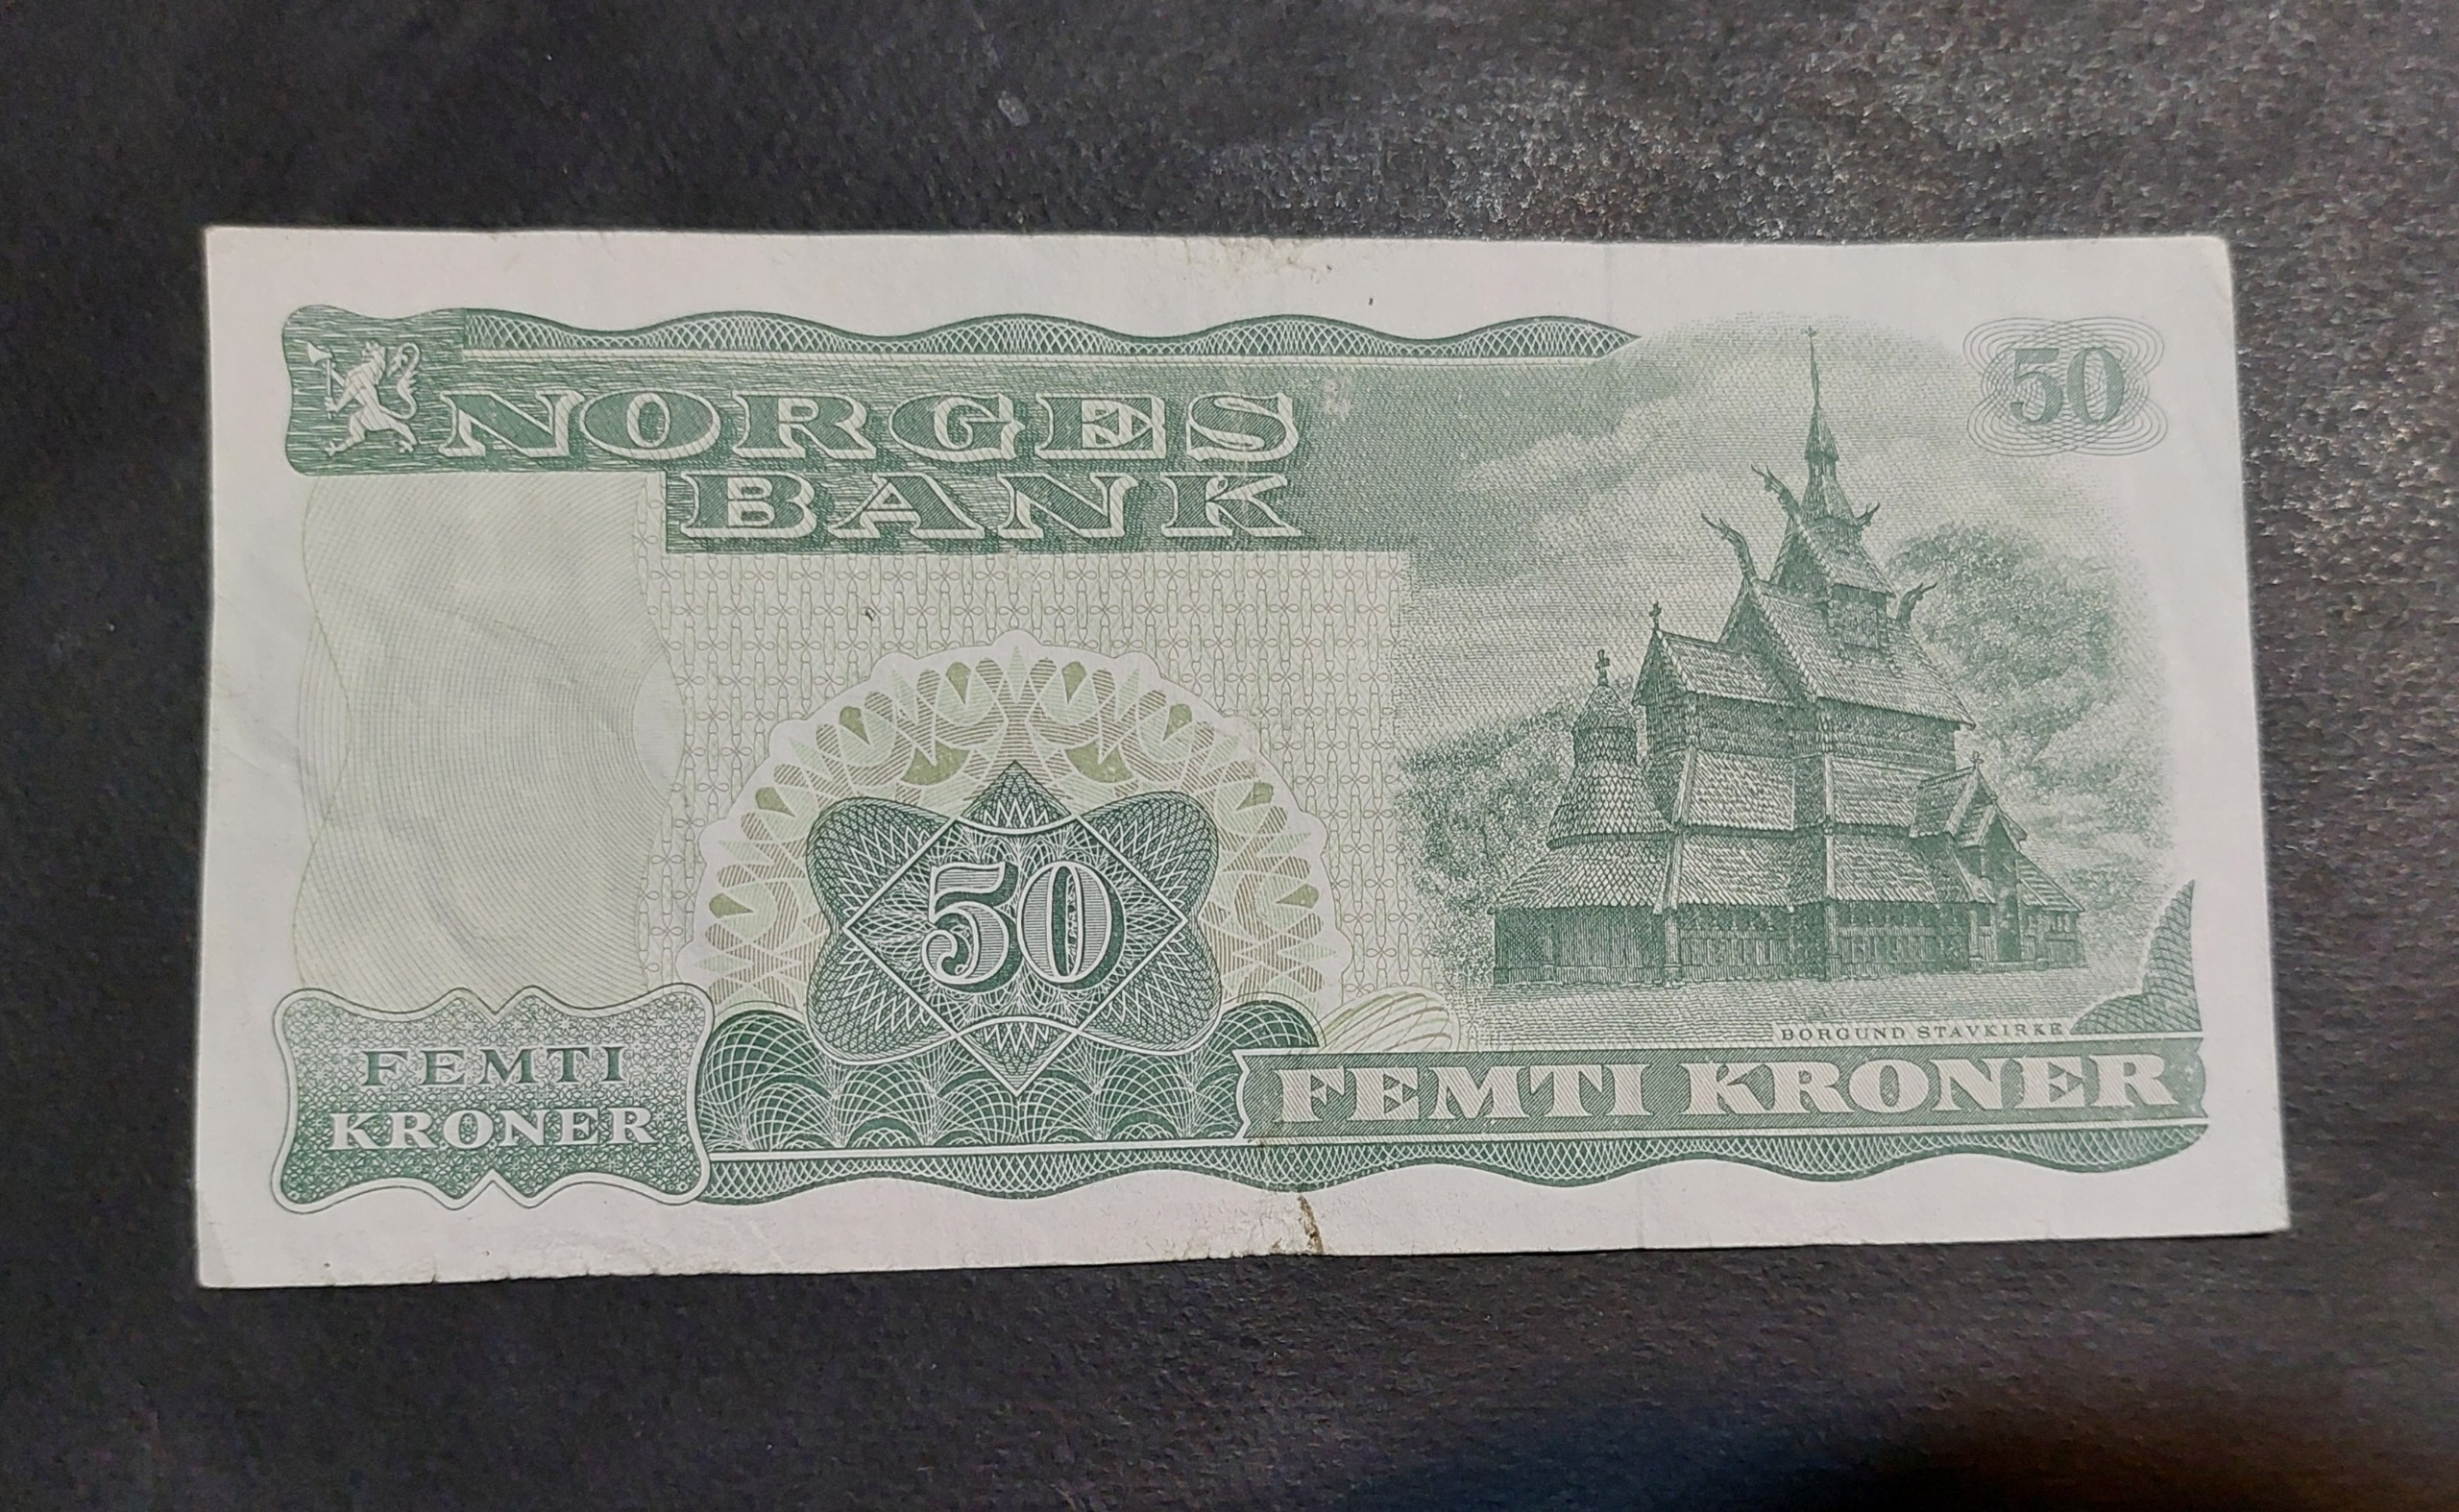 NORGES
BANK
50
50
BORGUND STAVKIRKE
FEMTI
KRONER
FEMTI KRONER